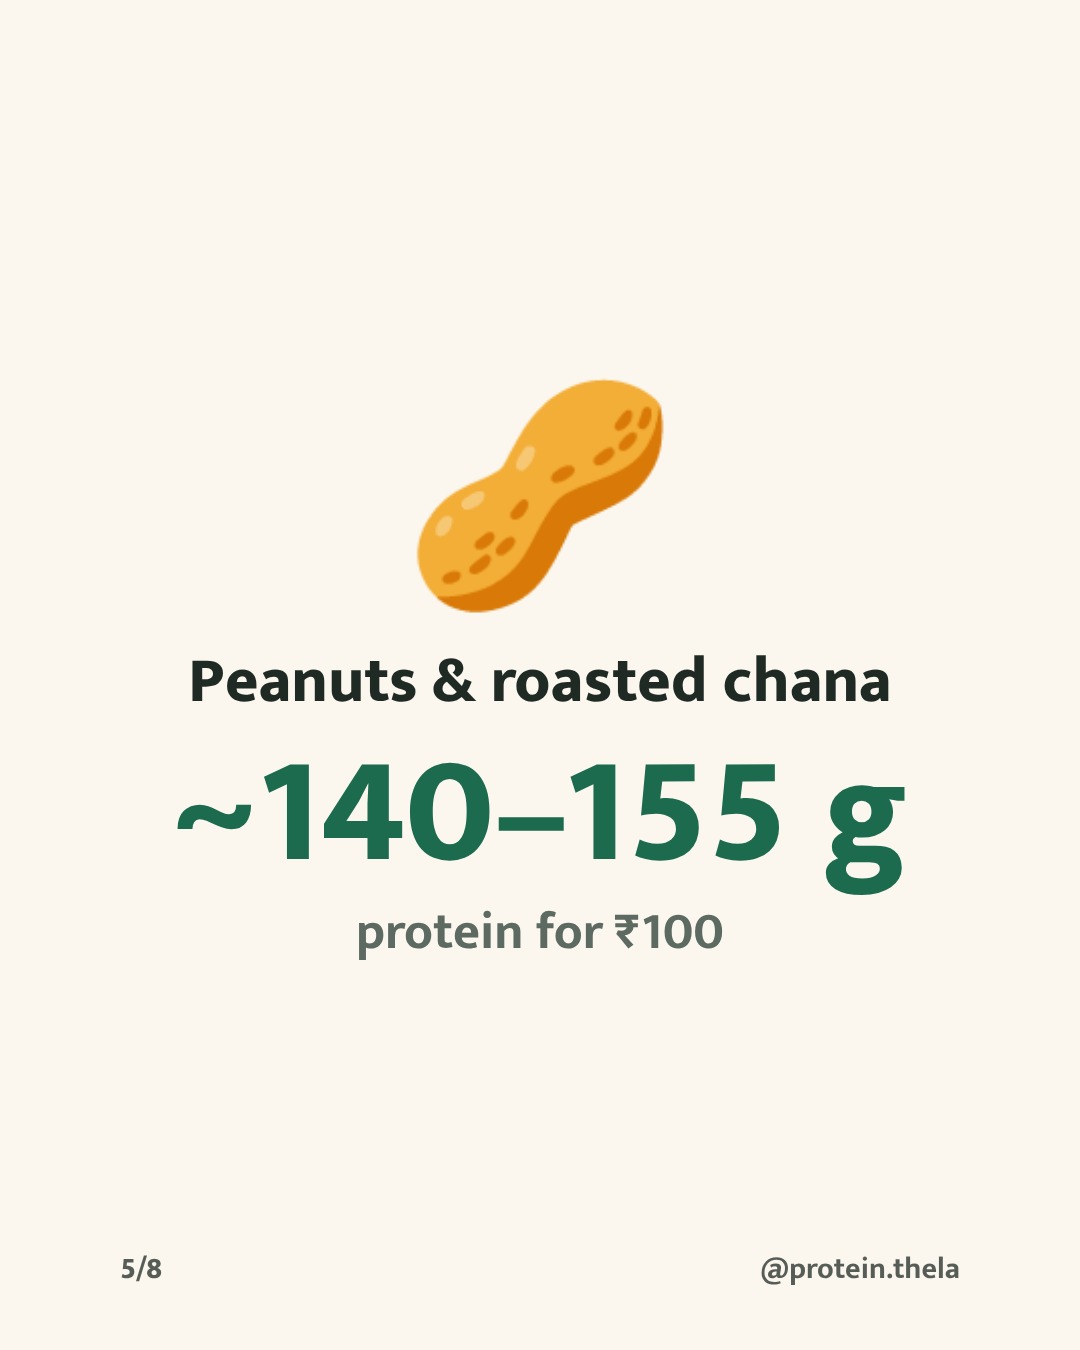 Peanuts & roasted chana
~140–155 g
protein for ₹100
5/8
@protein.thela